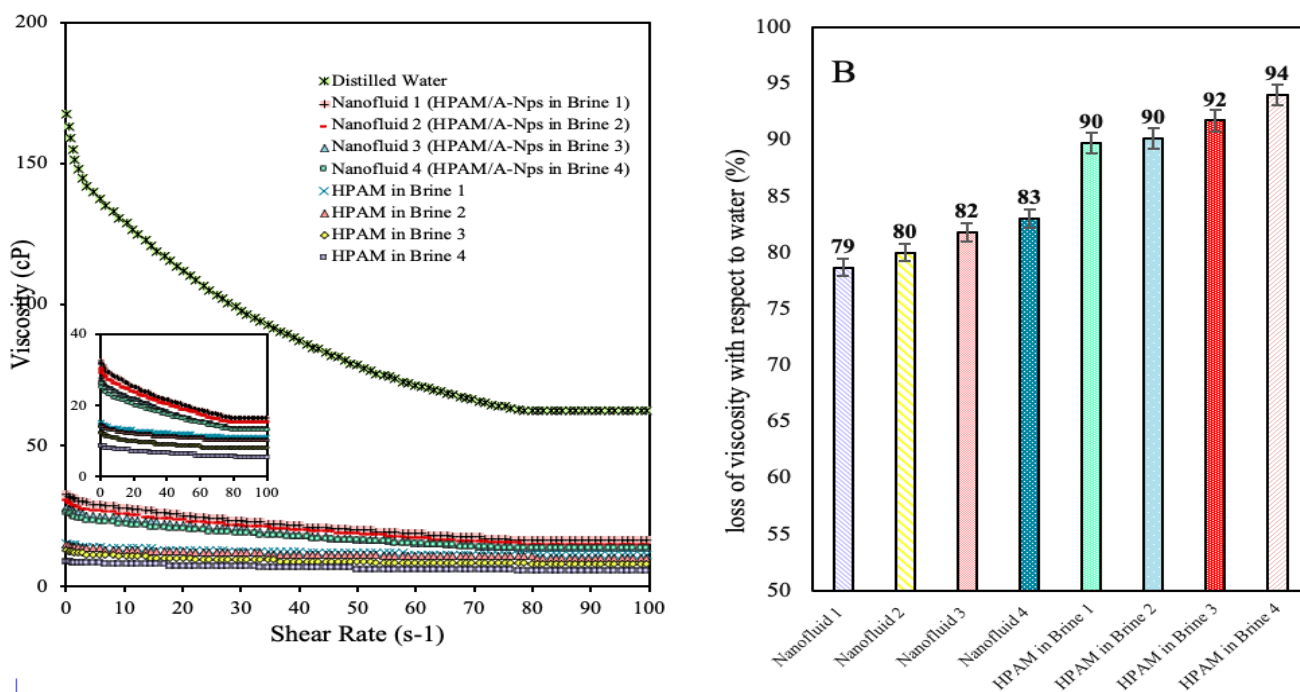 200
150
100
50
0
Viscosity (cP)
Distilled Water
Nanofluid 1 (HPAM/A-Nps in Brine 1)
Nanofluid 2 (HPAM/A-Nps in Brine 2)
Nanofluid 3 (HPAM/A-Nps in Brine 3)
Nanofluid 4 (HPAM/A-Nps in Brine 4)
HPAM in Brine 1
HPAM in Brine 2
HPAM in Brine 3
HPAM in Brine 4
40
20
0
0 20 40 60 80 100
0 10 20 30 40 50 60 70 80 90 100
Shear Rate (s-1)
B
loss of viscosity with respect to water (%)
100
95
90
85
80
75
70
65
60
55
50
79
80
82
83
90
90
92
94
Nanofluid 1
Nanofluid 2
Nanofluid 3
Nanofluid 4
HPAM in Brine 1
HPAM in Brine 2
HPAM in Brine 3
HPAM in Brine 4